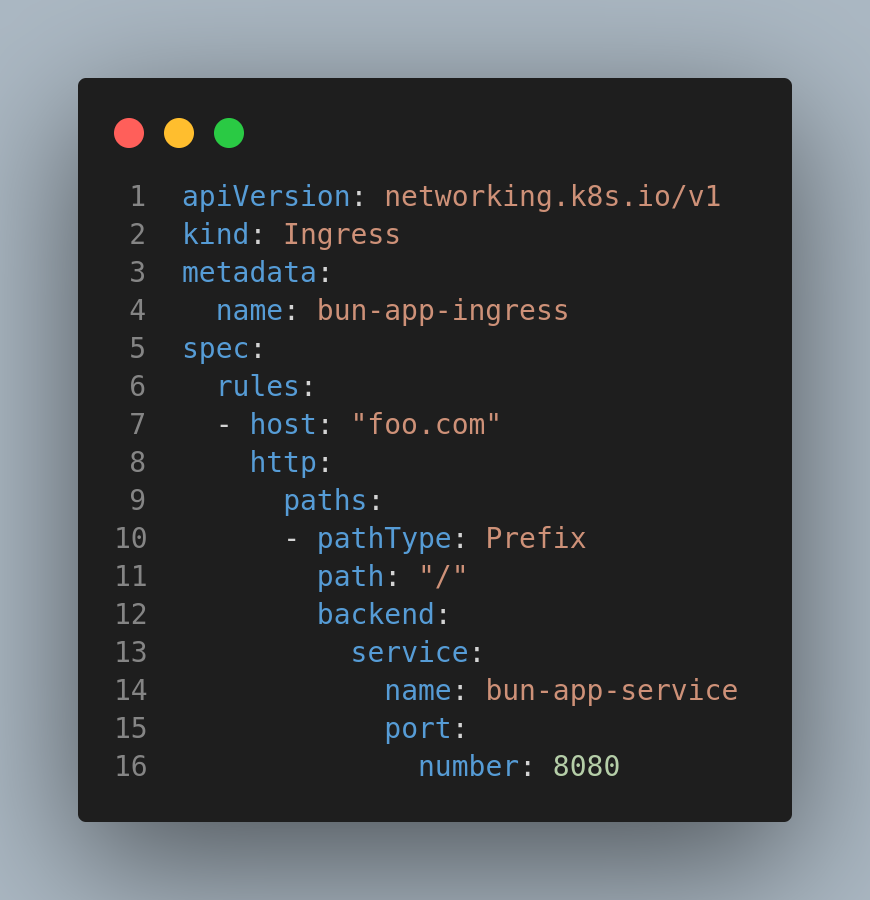 1 apiVersion: networking.k8s.io/v1
2 kind: Ingress
3 metadata:
4   name: bun-app-ingress
5 spec:
6   rules:
7   - host: "foo.com"
8     http:
9       paths:
10       - pathType: Prefix
11         path: "/"
12         backend:
13           service:
14             name: bun-app-service
15             port:
16               number: 8080